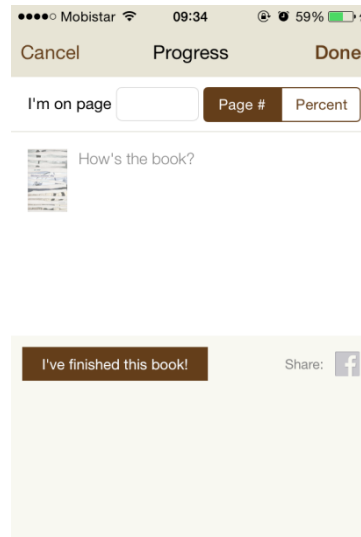 Mobistar 09:34 59%
Cancel Progress Done
I'm on page Page # Percent
How's the book?
I've finished this book! Share: f